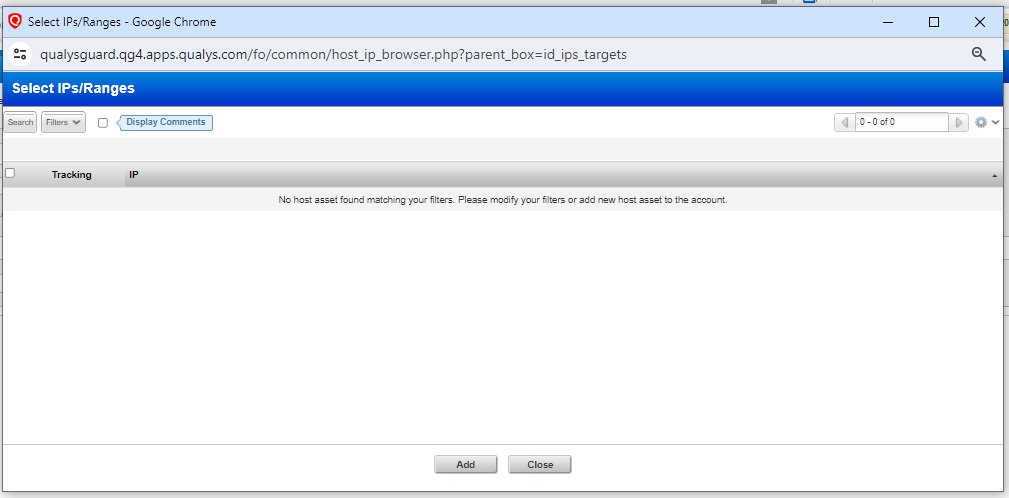 Select IPs/Ranges - Google Chrome
qualysguard.qg4.apps.qualys.com/fo/common/host_ip_browser.php?parent_box=id_ips_targets
Select IPs/Ranges
Search Filters Display Comments 0 - 0 of 0
Tracking IP
No host asset found matching your filters. Please modify your filters or add new host asset to the account.
Add Close